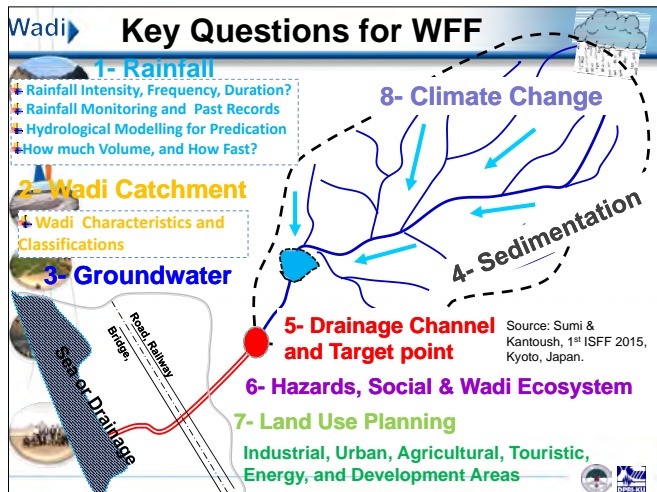 Wadi
Key Questions for WFF
1- Rainfall
Rainfall Intensity, Frequency, Duration?
Rainfall Monitoring and Past Records
Hydrological Modelling for Predication
How much Volume, and How Fast?
8- Climate Change
2- Wadi Catchment
Wadi Characteristics and
Classifications
4- Sedimentation
3- Groundwater
Road, Railway
Bridge,
Sea or Drainage
5- Drainage Channel
and Target point
Source: Sumi &
Kantoush, 1st ISFF 2015,
Kyoto, Japan.
6- Hazards, Social & Wadi Ecosystem
7- Land Use Planning
Industrial, Urban, Agricultural, Touristic,
Energy, and Development Areas
DPRI-KU